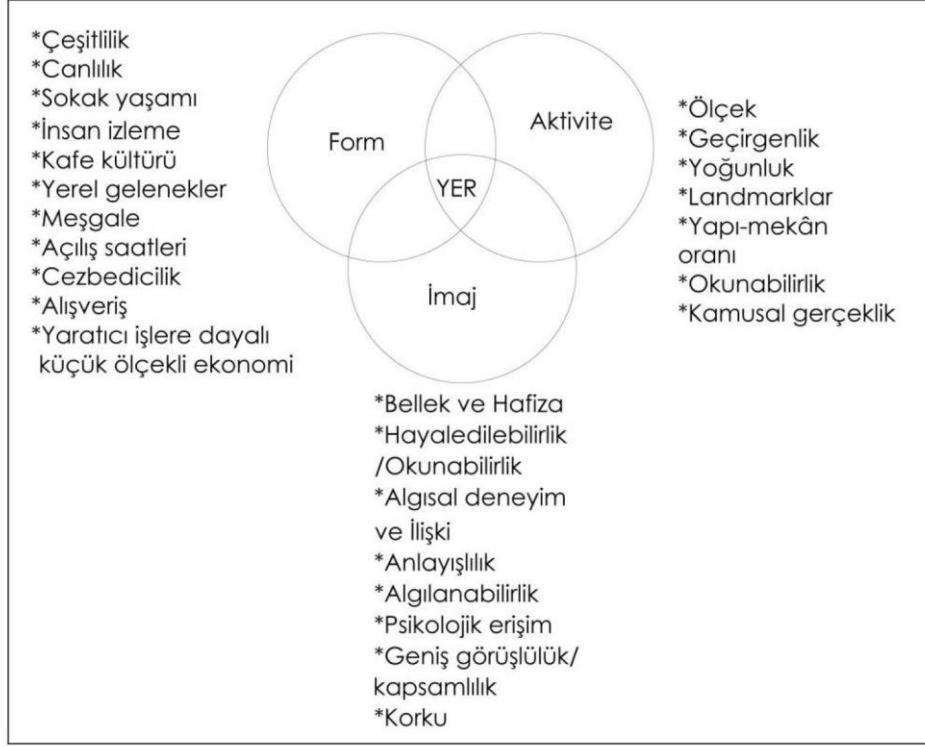 *Çeşitlilik
*Canlılık
*Sokak yaşamı
*İnsan izleme
*Kafe kültürü
*Yerel gelenekler
*Meşgale
*Açılış saatleri
*Cezbedicilik
*Alışveriş
*Yaratıcı işlere dayalı
küçük ölçekli ekonomi
Form
Aktivite
YER
İmaj
*Ölçek
*Geçirgenlik
*Yoğunluk
*Landmarklar
*Yapı-mekân
oranı
*Okunabilirlik
*Kamusal gerçeklik
*Bellek ve Hafiza
*Hayaledilebilirlik
/Okunabilirlik
*Algısal deneyim
ve İlişki
*Anlayışlılık
*Algılanabilirlik
*Psikolojik erişim
*Geniş görüşlülük/
kapsamlılık
*Korku